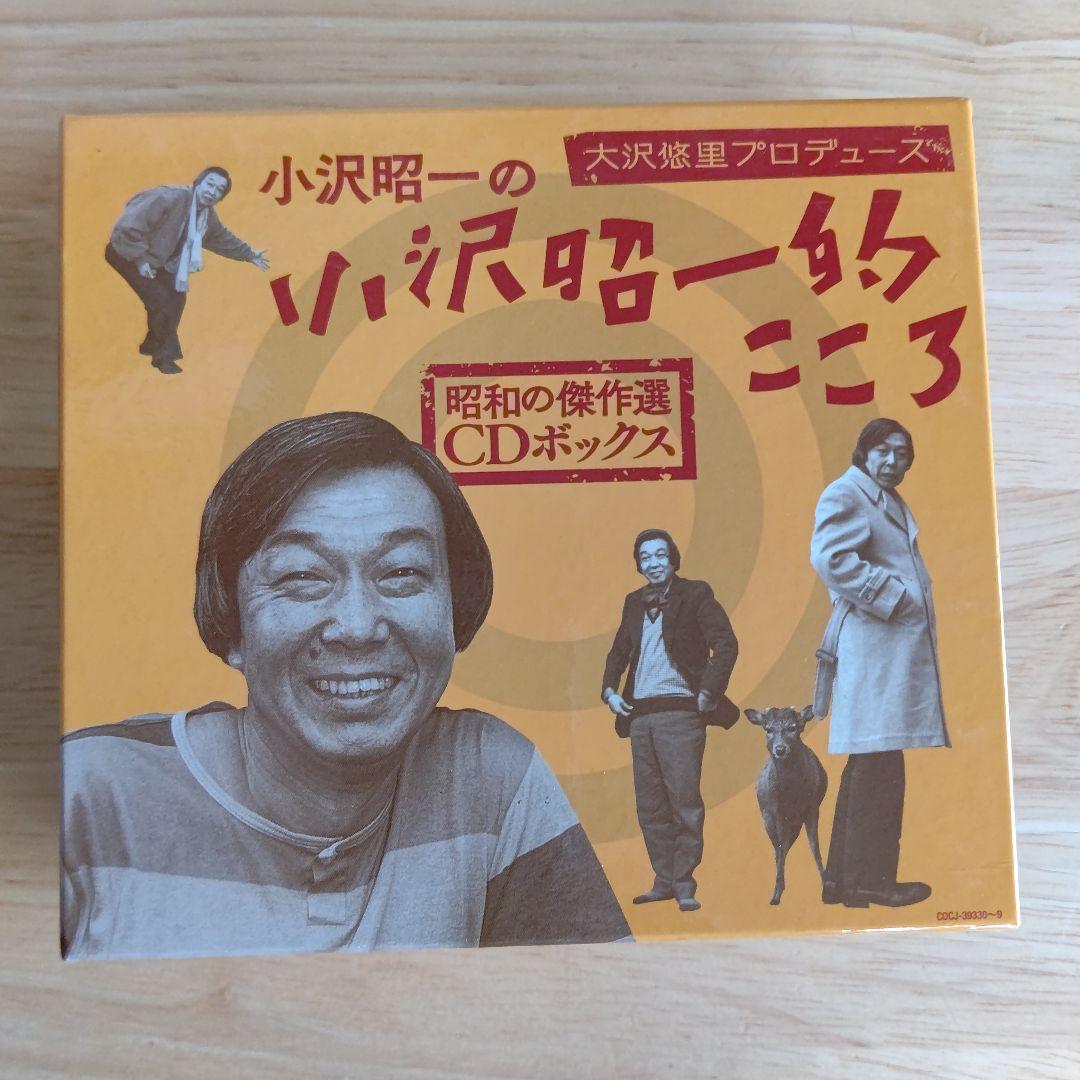 大沢悠里プロデュース
小沢昭一の
小沢昭一的
こころ
昭和の傑作選
CDボックス
COCJ-39330〜9